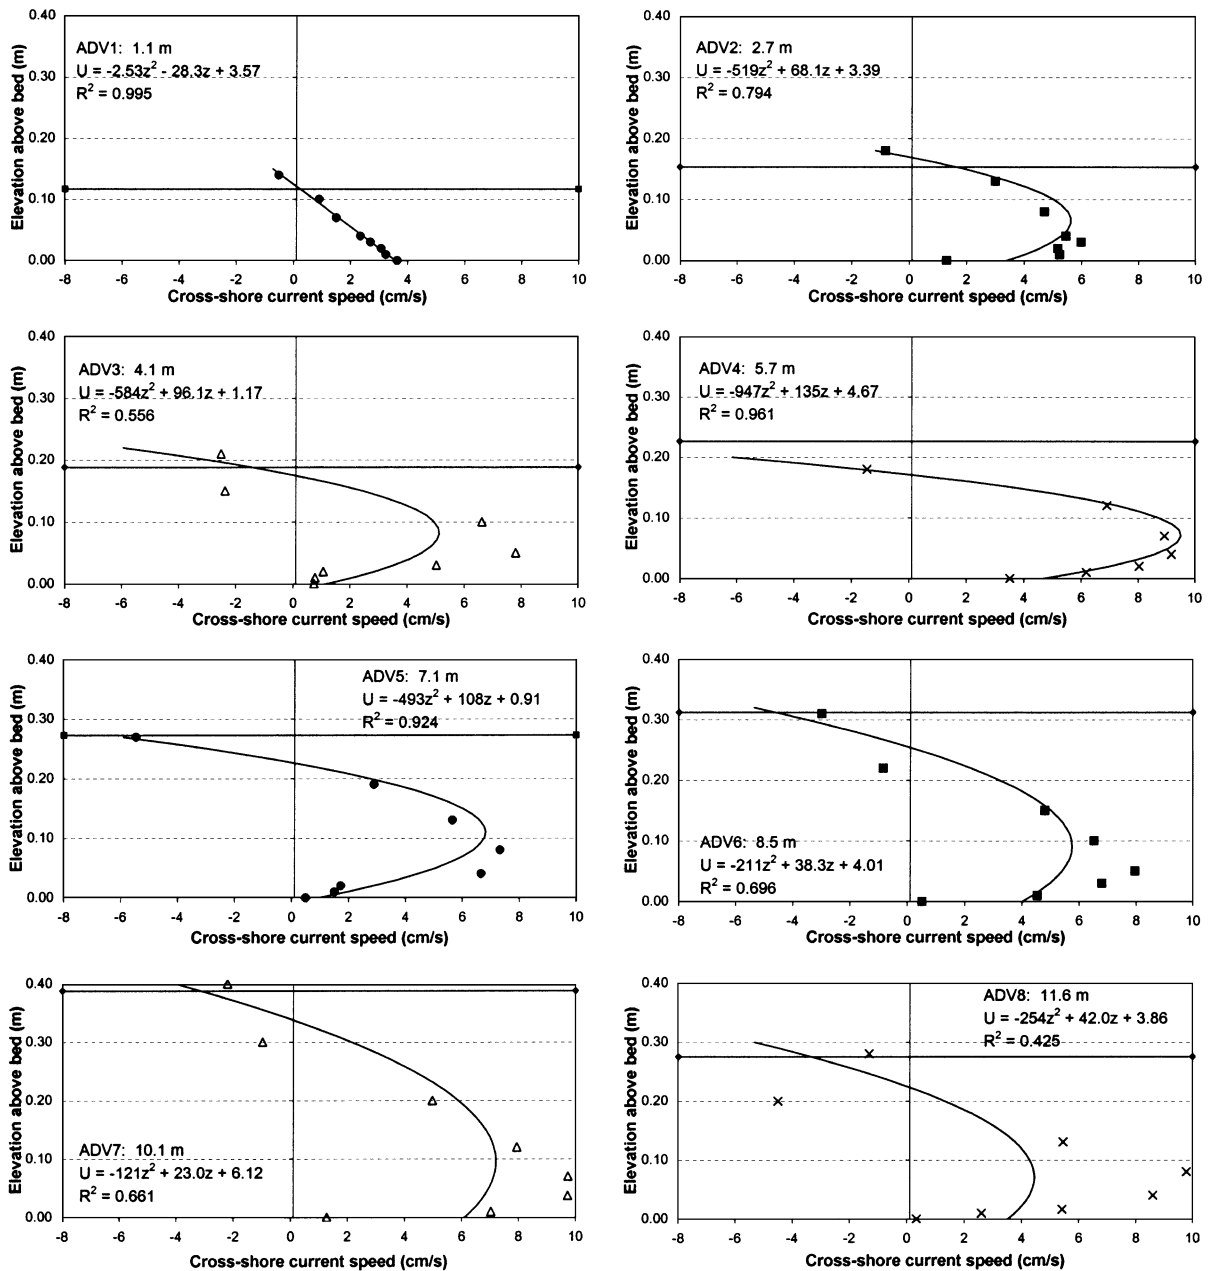 ADV1: 1.1 m
U = -2.53z² - 28.3z + 3.57
R² = 0.995
Elevation above bed (m)
0.40
0.30
0.20
0.10
0.00
-8 -6 -4 -2 0 2 4 6 8 10
Cross-shore current speed (cm/s)
ADV2: 2.7 m
U = -519z² + 68.1z + 3.39
R² = 0.794
Elevation above bed (m)
0.40
0.30
0.20
0.10
0.00
-8 -6 -4 -2 0 2 4 6 8 10
Cross-shore current speed (cm/s)
ADV3: 4.1 m
U = -584z² + 96.1z + 1.17
R² = 0.556
Elevation above bed (m)
0.40
0.30
0.20
0.10
0.00
-8 -6 -4 -2 0 2 4 6 8 10
Cross-shore current speed (cm/s)
ADV4: 5.7 m
U = -947z² + 135z + 4.67
R² = 0.961
Elevation above bed (m)
0.40
0.30
0.20
0.10
0.00
-8 -6 -4 -2 0 2 4 6 8 10
Cross-shore current speed (cm/s)
ADV5: 7.1 m
U = -493z² + 108z + 0.91
R² = 0.924
Elevation above bed (m)
0.40
0.30
0.20
0.10
0.00
-8 -6 -4 -2 0 2 4 6 8 10
Cross-shore current speed (cm/s)
ADV6: 8.5 m
U = -211z² + 38.3z + 4.01
R² = 0.696
Elevation above bed (m)
0.40
0.30
0.20
0.10
0.00
-8 -6 -4 -2 0 2 4 6 8 10
Cross-shore current speed (cm/s)
ADV7: 10.1 m
U = -121z² + 23.0z + 6.12
R² = 0.661
Elevation above bed (m)
0.40
0.30
0.20
0.10
0.00
-8 -6 -4 -2 0 2 4 6 8 10
Cross-shore current speed (cm/s)
ADV8: 11.6 m
U = -254z² + 42.0z + 3.86
R² = 0.425
Elevation above bed (m)
0.40
0.30
0.20
0.10
0.00
-8 -6 -4 -2 0 2 4 6 8 10
Cross-shore current speed (cm/s)